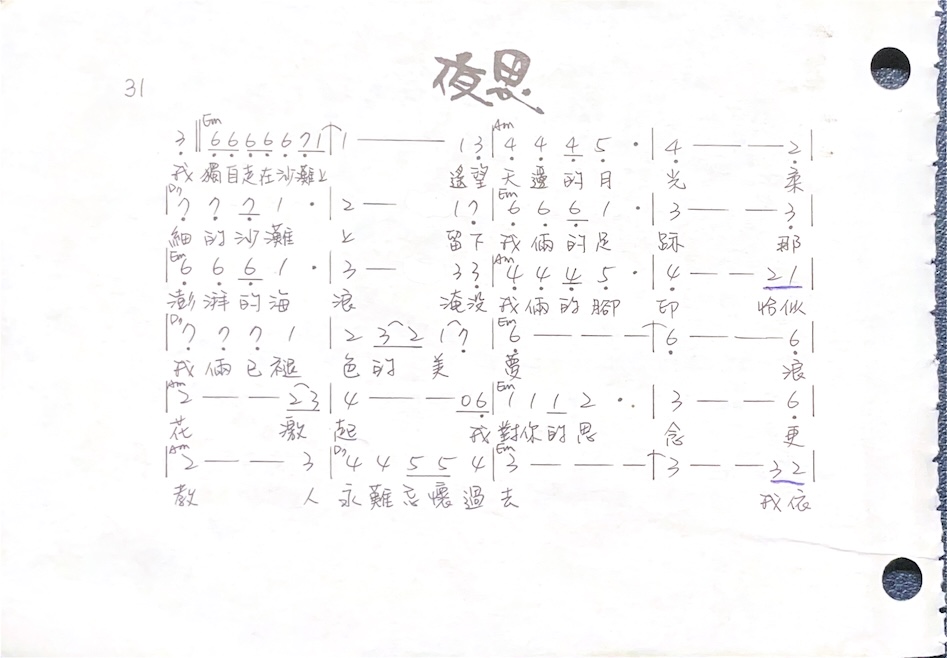 夜思
31
Em Am
3 ‖ 6 6 6 6 6 7 1 | 1 — 1 3 | 4 4 4 5 · | 4 — — 2 |
我獨自走在沙灘上 遙望天邊的月光 柔
D7 Em
| 7 7 7 1 · | 2 — 1 7 | 6 6 6 1 · | 3 — — 3 |
細的沙灘上 留下我倆的足跡 那
Em Am
| 6 6 6 1 · | 3 — 3 3 | 4 4 4 5 · | 4 — — 2 1 |
澎湃的海浪 淹沒我倆的腳印 恰似
D7 Em
| 7 7 7 1 | 2 3 2 1 7 | 6 — — — | 6 — — 6 |
我倆已褪色的美夢 浪
Am Em
| 2 — — 2 3 | 4 — — 0 6 | 1 1 1 2 · · | 3 — — 6 |
花激起 我對你的思念 更
Am D7 Em
| 2 — — 3 | 4 4 5 5 4 | 3 — — — | 3 — — 3 2 |
教人永難忘懷過去 我依